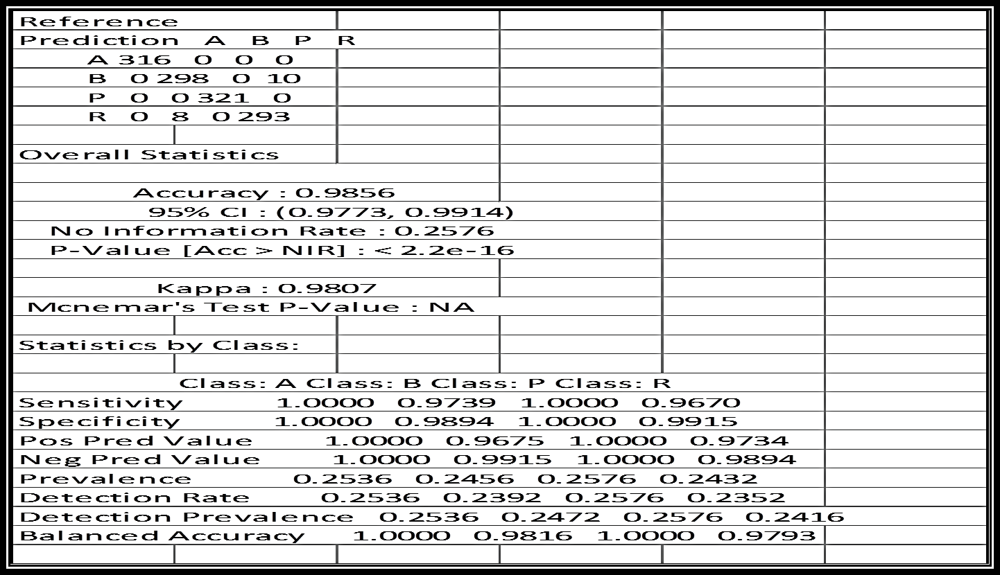 Reference
Prediction A B P R
A 316 0 0 0
B 0 298 0 10
P 0 0 321 0
R 0 8 0 293
Overall Statistics
Accuracy : 0.9856
95% CI : (0.9773, 0.9914)
No Information Rate : 0.2576
P-Value [Acc > NIR] : < 2.2e-16
Kappa : 0.9807
Mcnemar's Test P-Value : NA
Statistics by Class:
Class: A Class: B Class: P Class: R
Sensitivity 1.0000 0.9739 1.0000 0.9670
Specificity 1.0000 0.9894 1.0000 0.9915
Pos Pred Value 1.0000 0.9675 1.0000 0.9734
Neg Pred Value 1.0000 0.9915 1.0000 0.9894
Prevalence 0.2536 0.2456 0.2576 0.2432
Detection Rate 0.2536 0.2392 0.2576 0.2352
Detection Prevalence 0.2536 0.2472 0.2576 0.2416
Balanced Accuracy 1.0000 0.9816 1.0000 0.9793